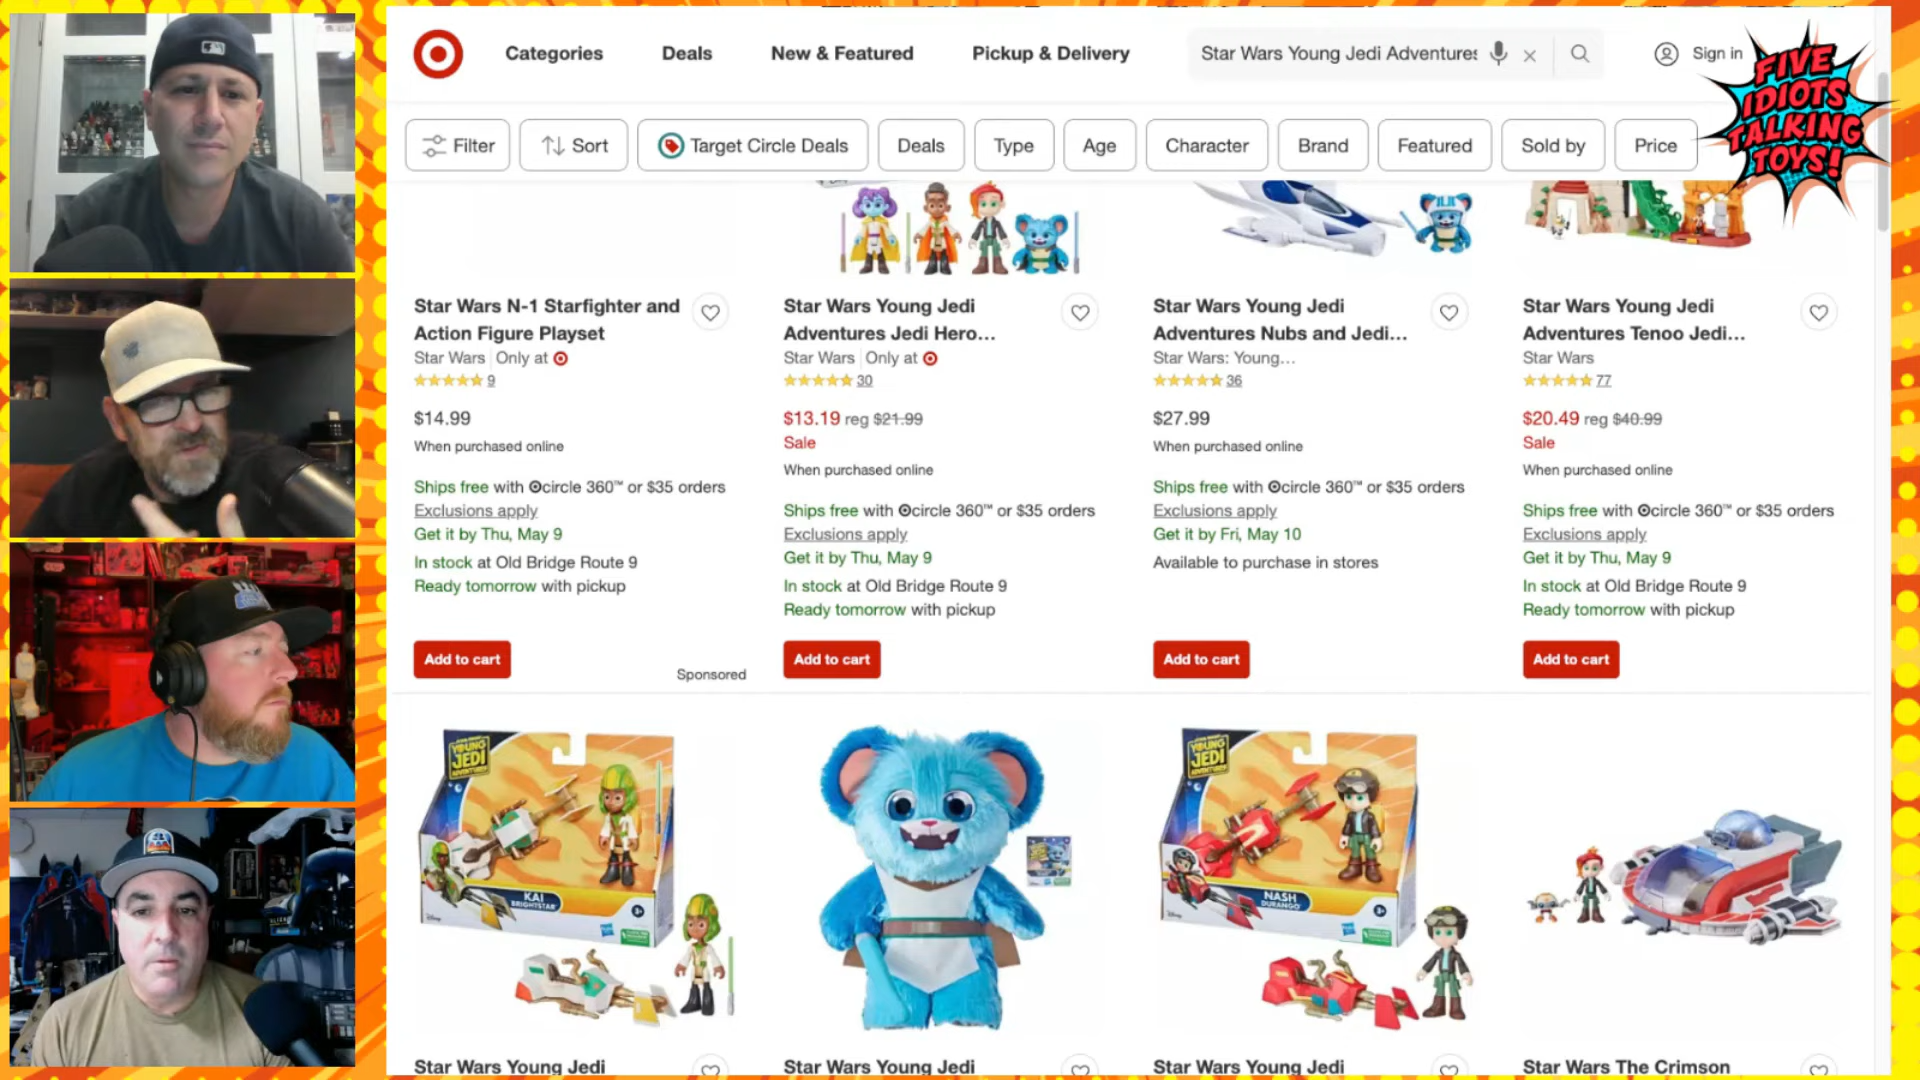 Categories
Deals
New & Featured
Pickup & Delivery
Star Wars Young Jedi Adventures
Sign in
FIVE
IDIOTS
TALKING
TOYS!
Filter
Sort
Target Circle Deals
Deals
Type
Age
Character
Brand
Featured
Sold by
Price
Star Wars N-1 Starfighter and
Action Figure Playset
Star Wars Only at
9
$14.99
When purchased online
Ships free with circle 360™ or $35 orders
Exclusions apply
Get it by Thu, May 9
In stock at Old Bridge Route 9
Ready tomorrow with pickup
Add to cart
Sponsored
Star Wars Young Jedi
Adventures Jedi Hero...
Star Wars Only at
30
$13.19 reg $21.99
Sale
When purchased online
Ships free with circle 360™ or $35 orders
Exclusions apply
Get it by Thu, May 9
In stock at Old Bridge Route 9
Ready tomorrow with pickup
Add to cart
Star Wars Young Jedi
Adventures Nubs and Jedi...
Star Wars: Young...
36
$27.99
When purchased online
Ships free with circle 360™ or $35 orders
Exclusions apply
Get it by Fri, May 10
Available to purchase in stores
Add to cart
Star Wars Young Jedi
Adventures Tenoo Jedi...
Star Wars
77
$20.49 reg $40.99
Sale
When purchased online
Ships free with circle 360™ or $35 orders
Exclusions apply
Get it by Thu, May 9
In stock at Old Bridge Route 9
Ready tomorrow with pickup
Add to cart
YOUNG
JEDI
ADVENTURES
KAI
BRIGHTSTAR
3+
YOUNG
JEDI
ADVENTURES
NASH
DURANGO
3+
Star Wars Young Jedi
Star Wars Young Jedi
Star Wars Young Jedi
Star Wars The Crimson